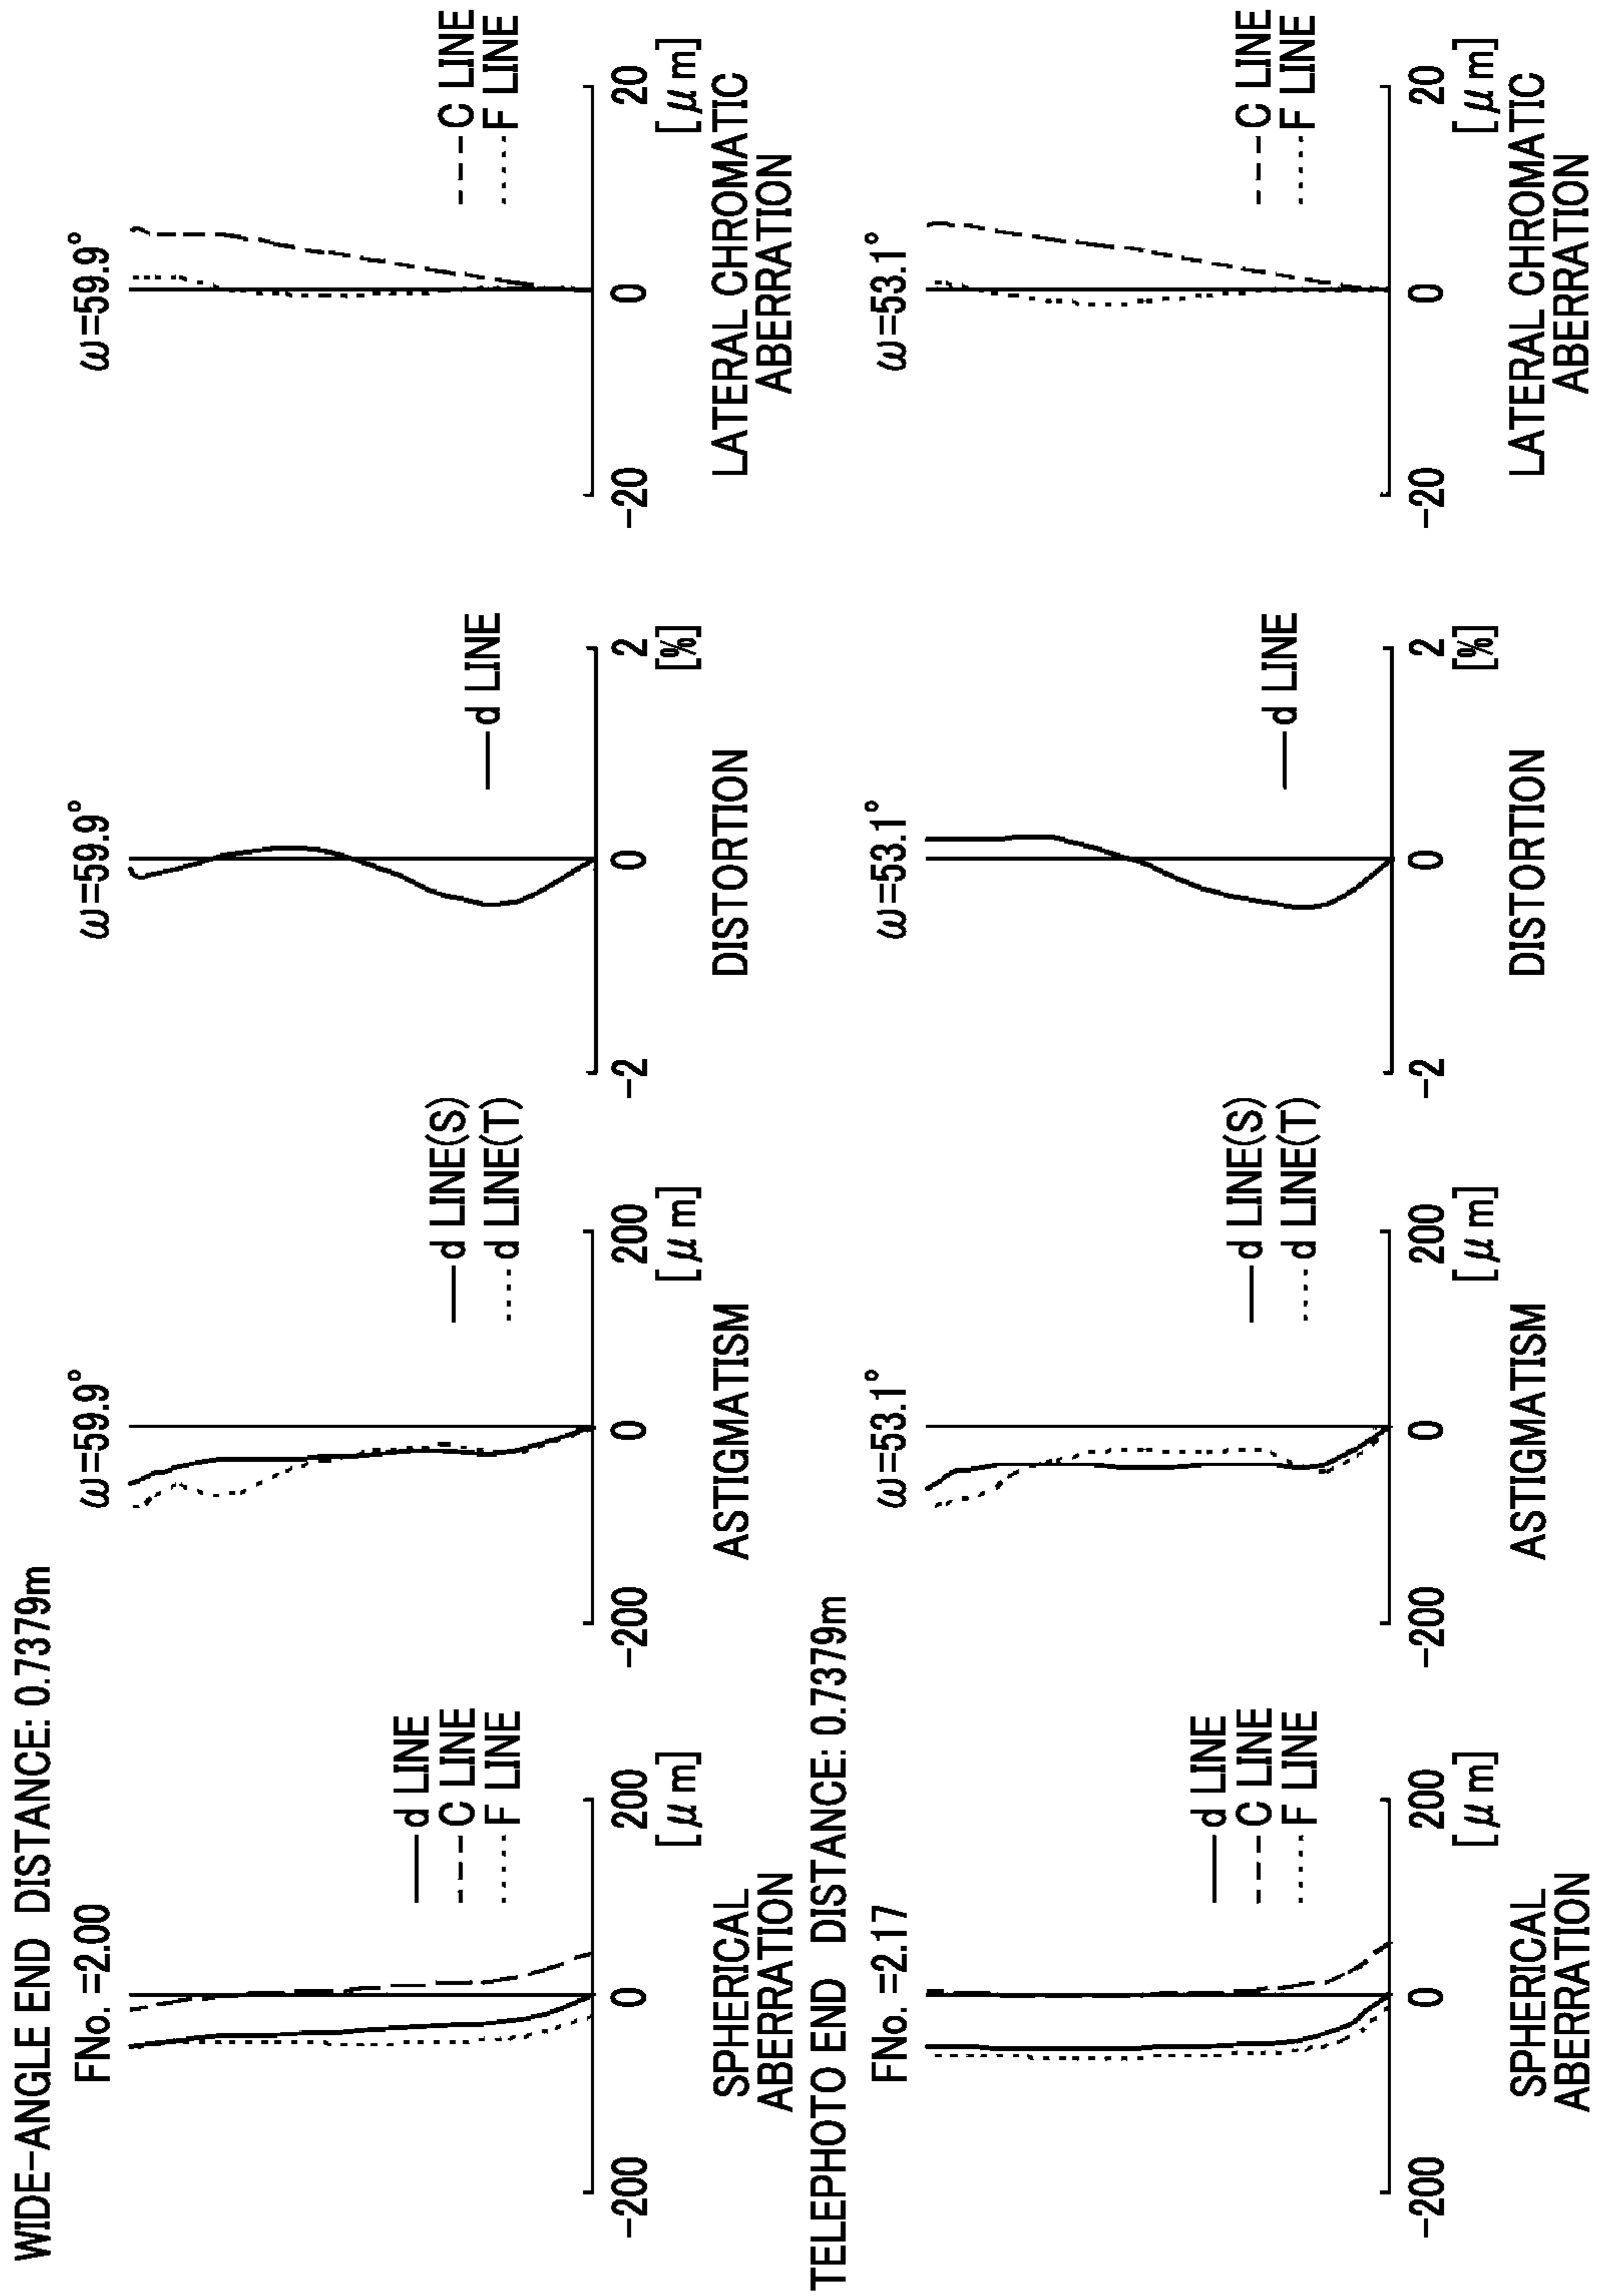 WIDE-ANGLE END DISTANCE: 0.7379m
FNo. =2.00
d LINE
C LINE
F LINE
-200 0 200
[μm]
SPHERICAL
ABERRATION
ω=59.9°
d LINE(S)
d LINE(T)
-200 0 200
[μm]
ASTIGMATISM
ω=59.9°
d LINE
-2 0 2
[%]
DISTORTION
ω=59.9°
C LINE
F LINE
-20 0 20
[μm]
LATERAL CHROMATIC
ABERRATION
TELEPHOTO END DISTANCE: 0.7379m
FNo. =2.17
d LINE
C LINE
F LINE
-200 0 200
[μm]
SPHERICAL
ABERRATION
ω=53.1°
d LINE(S)
d LINE(T)
-200 0 200
[μm]
ASTIGMATISM
ω=53.1°
d LINE
-2 0 2
[%]
DISTORTION
ω=53.1°
C LINE
F LINE
-20 0 20
[μm]
LATERAL CHROMATIC
ABERRATION